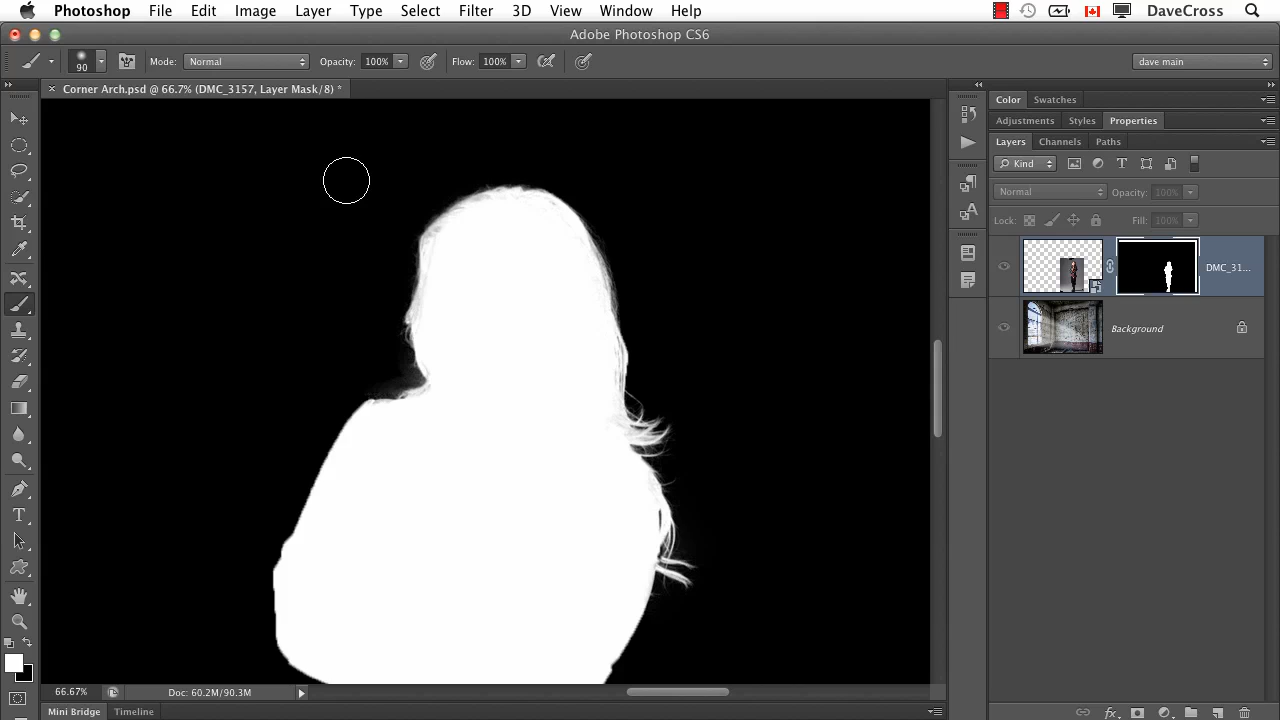 Photoshop File Edit Image Layer Type Select Filter 3D View Window Help DaveCross
Adobe Photoshop CS6
90 Mode: Normal Opacity: 100% Flow: 100% dave main
Corner Arch.psd @ 66.7% (DMC_3157, Layer Mask/8) *
Color Swatches
Adjustments Styles Properties
Layers Channels Paths
Kind
Normal Opacity: 100%
Lock: Fill: 100%
DMC_31...
Background
66.67% Doc: 60.2M/90.3M
Mini Bridge Timeline